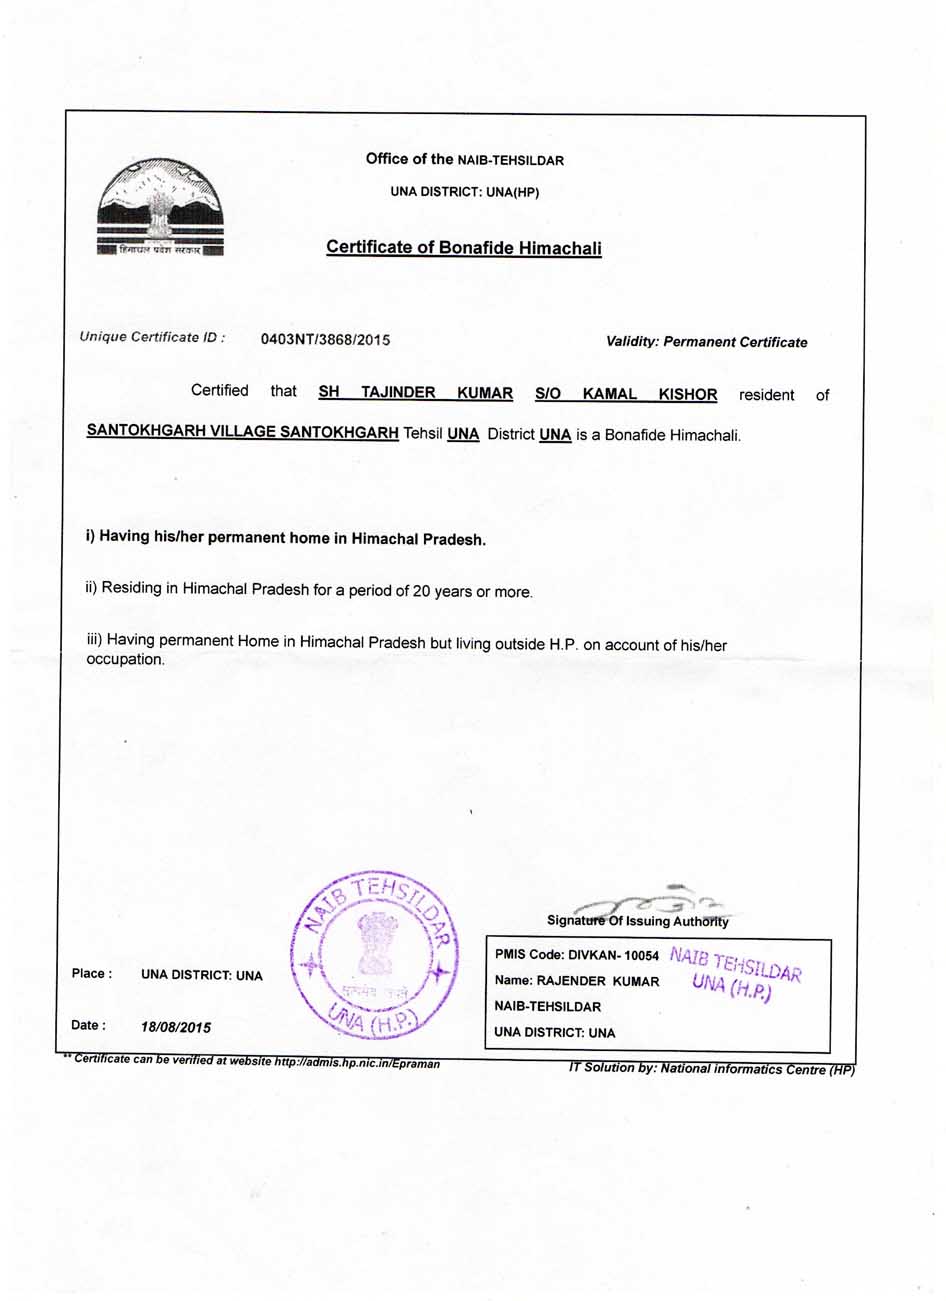 Office of the NAIB-TEHSILDAR
UNA DISTRICT: UNA(HP)
हिमाचल प्रदेश सरकार
Certificate of Bonafide Himachali
Unique Certificate ID : 0403NT/3868/2015 Validity: Permanent Certificate
Certified that SH TAJINDER KUMAR S/O KAMAL KISHOR resident of
SANTOKHGARH VILLAGE SANTOKHGARH Tehsil UNA District UNA is a Bonafide Himachali.
i) Having his/her permanent home in Himachal Pradesh.
ii) Residing in Himachal Pradesh for a period of 20 years or more.
iii) Having permanent Home in Himachal Pradesh but living outside H.P. on account of his/her
occupation.
NAIB TEHSILDAR
सत्यमेव जयते
UNA (H.P.)
Signature Of Issuing Authority
PMIS Code: DIVKAN- 10054
Name: RAJENDER KUMAR
NAIB-TEHSILDAR
UNA DISTRICT: UNA
NAIB TEHSILDAR
UNA (H.P.)
Place : UNA DISTRICT: UNA
Date : 18/08/2015
** Certificate can be verified at website http://admis.hp.nic.in/Epraman
IT Solution by: National informatics Centre (HP)